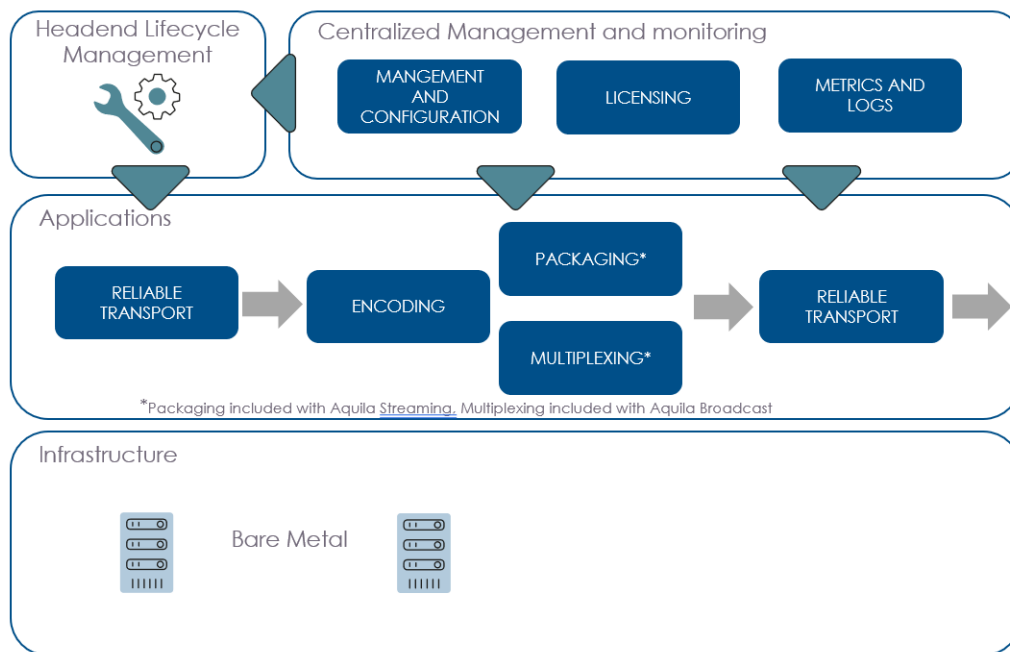 Headend Lifecycle
Management
Centralized Management and monitoring
MANGEMENT
AND
CONFIGURATION
LICENSING
METRICS AND
LOGS
Applications
RELIABLE
TRANSPORT
ENCODING
PACKAGING*
MULTIPLEXING*
RELIABLE
TRANSPORT
*Packaging included with Aquila Streaming. Multiplexing included with Aquila Broadcast
Infrastructure
Bare Metal